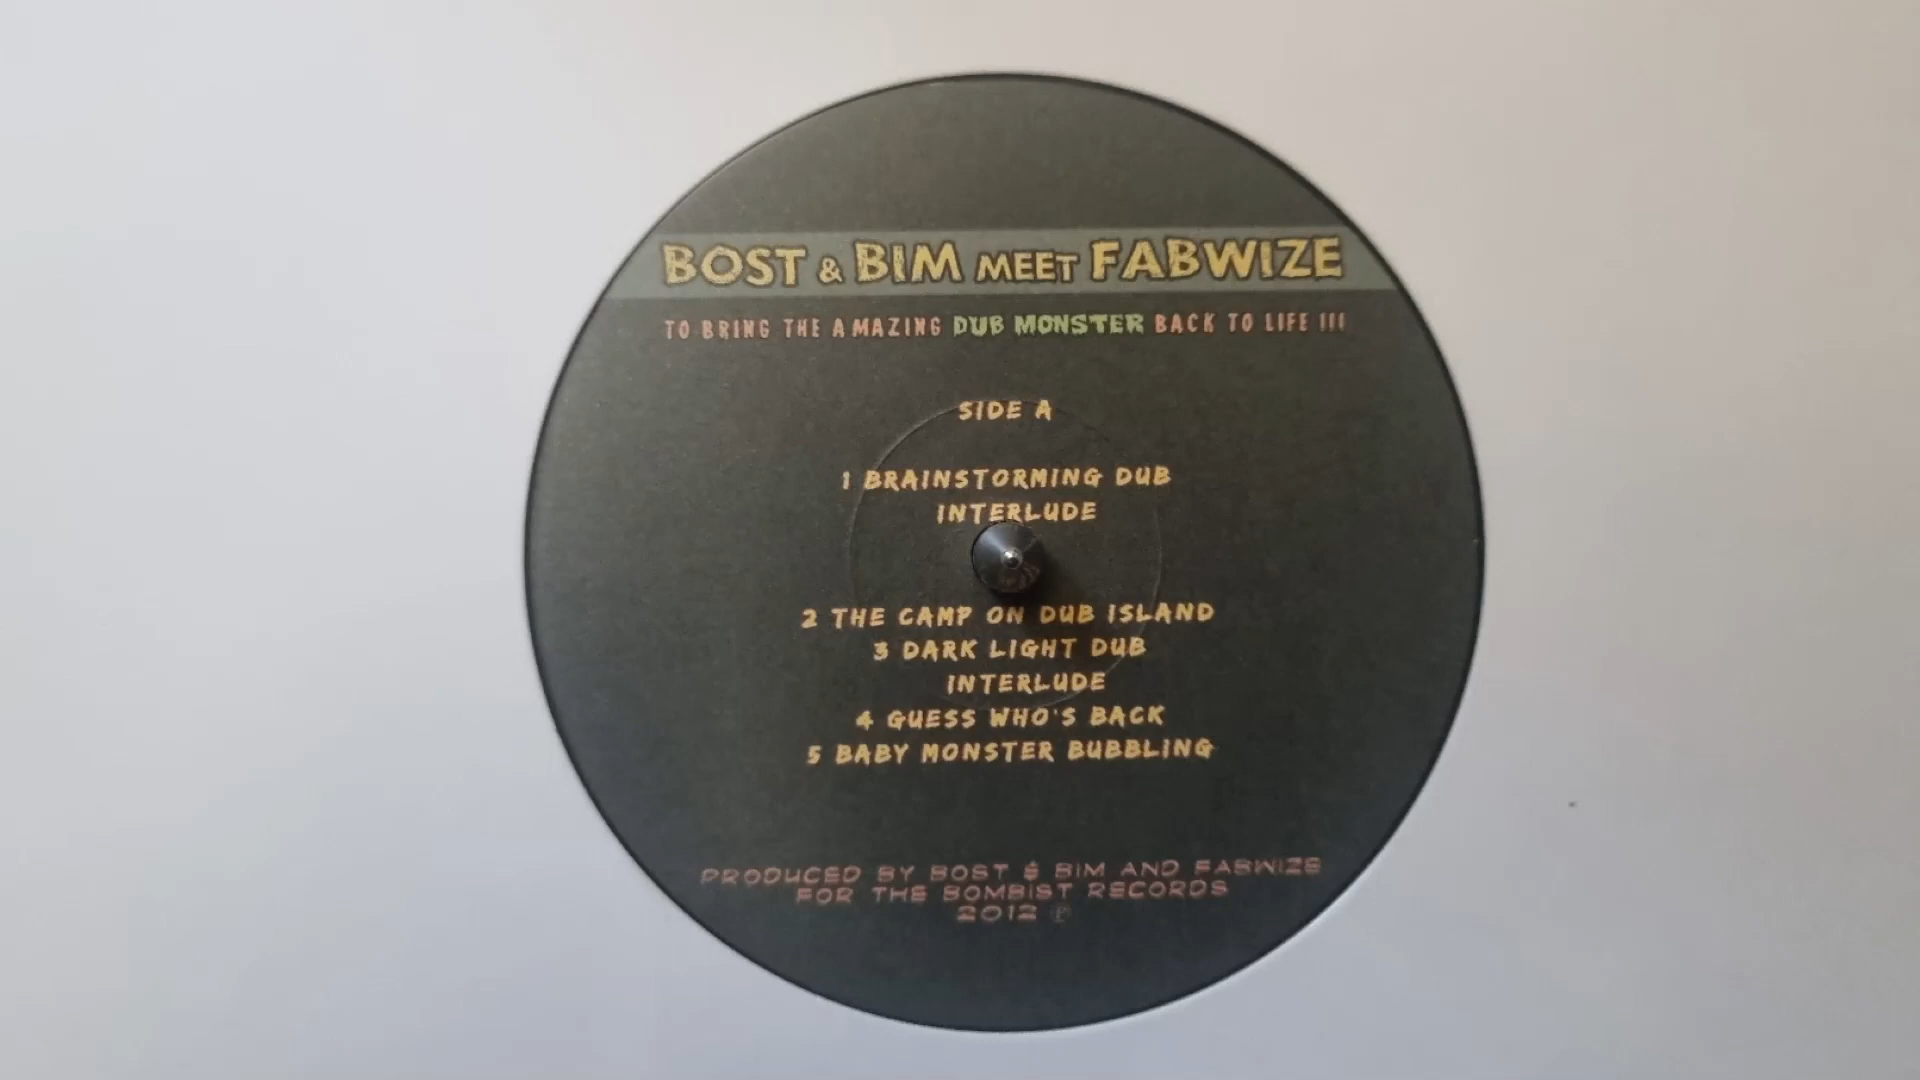 BOST & BIM MEET FABWIZE
TO BRING THE AMAZING DUB MONSTER BACK TO LIFE !!!
SIDE A
1 BRAINSTORMING DUB
INTERLUDE
2 THE CAMP ON DUB ISLAND
3 DARK LIGHT DUB
INTERLUDE
4 GUESS WHO'S BACK
5 BABY MONSTER BUBBLING
PRODUCED BY BOST & BIM AND FABWIZE
FOR THE BOMBIST RECORDS
2012 ℗